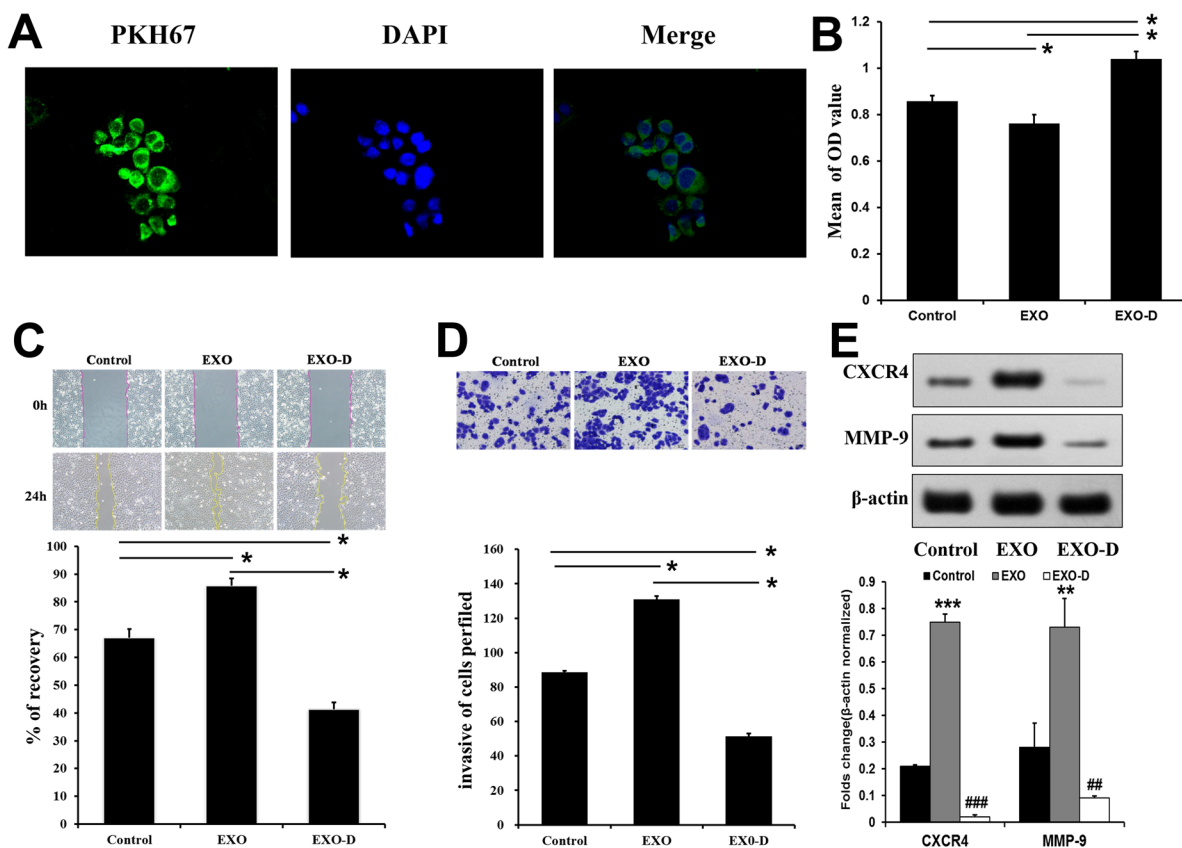 A
PKH67 DAPI Merge
B
Mean of OD value
1.2
1
0.8
0.6
0.4
0.2
0
* * *
Control EXO EXO-D
C
Control EXO EXO-D
0h
24h
% of recovery
100
90
80
70
60
50
40
30
20
10
0
* * *
Control EXO EXO-D
D
Control EXO EXO-D
invasive of cells perfiled
160
140
120
100
80
60
40
20
0
* * *
Control EXO EX0-D
E
CXCR4
MMP-9
β-actin
Control EXO EXO-D
Control EXO EXO-D
Folds change(β-actin normalized)
0.9
0.8
0.7
0.6
0.5
0.4
0.3
0.2
0.1
0
*** **
### ##
CXCR4 MMP-9